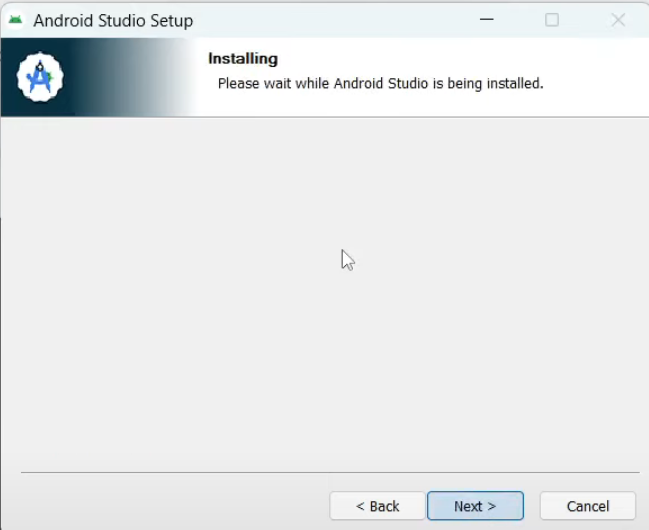 Android Studio Setup
Installing
Please wait while Android Studio is being installed.
< Back
Next >
Cancel